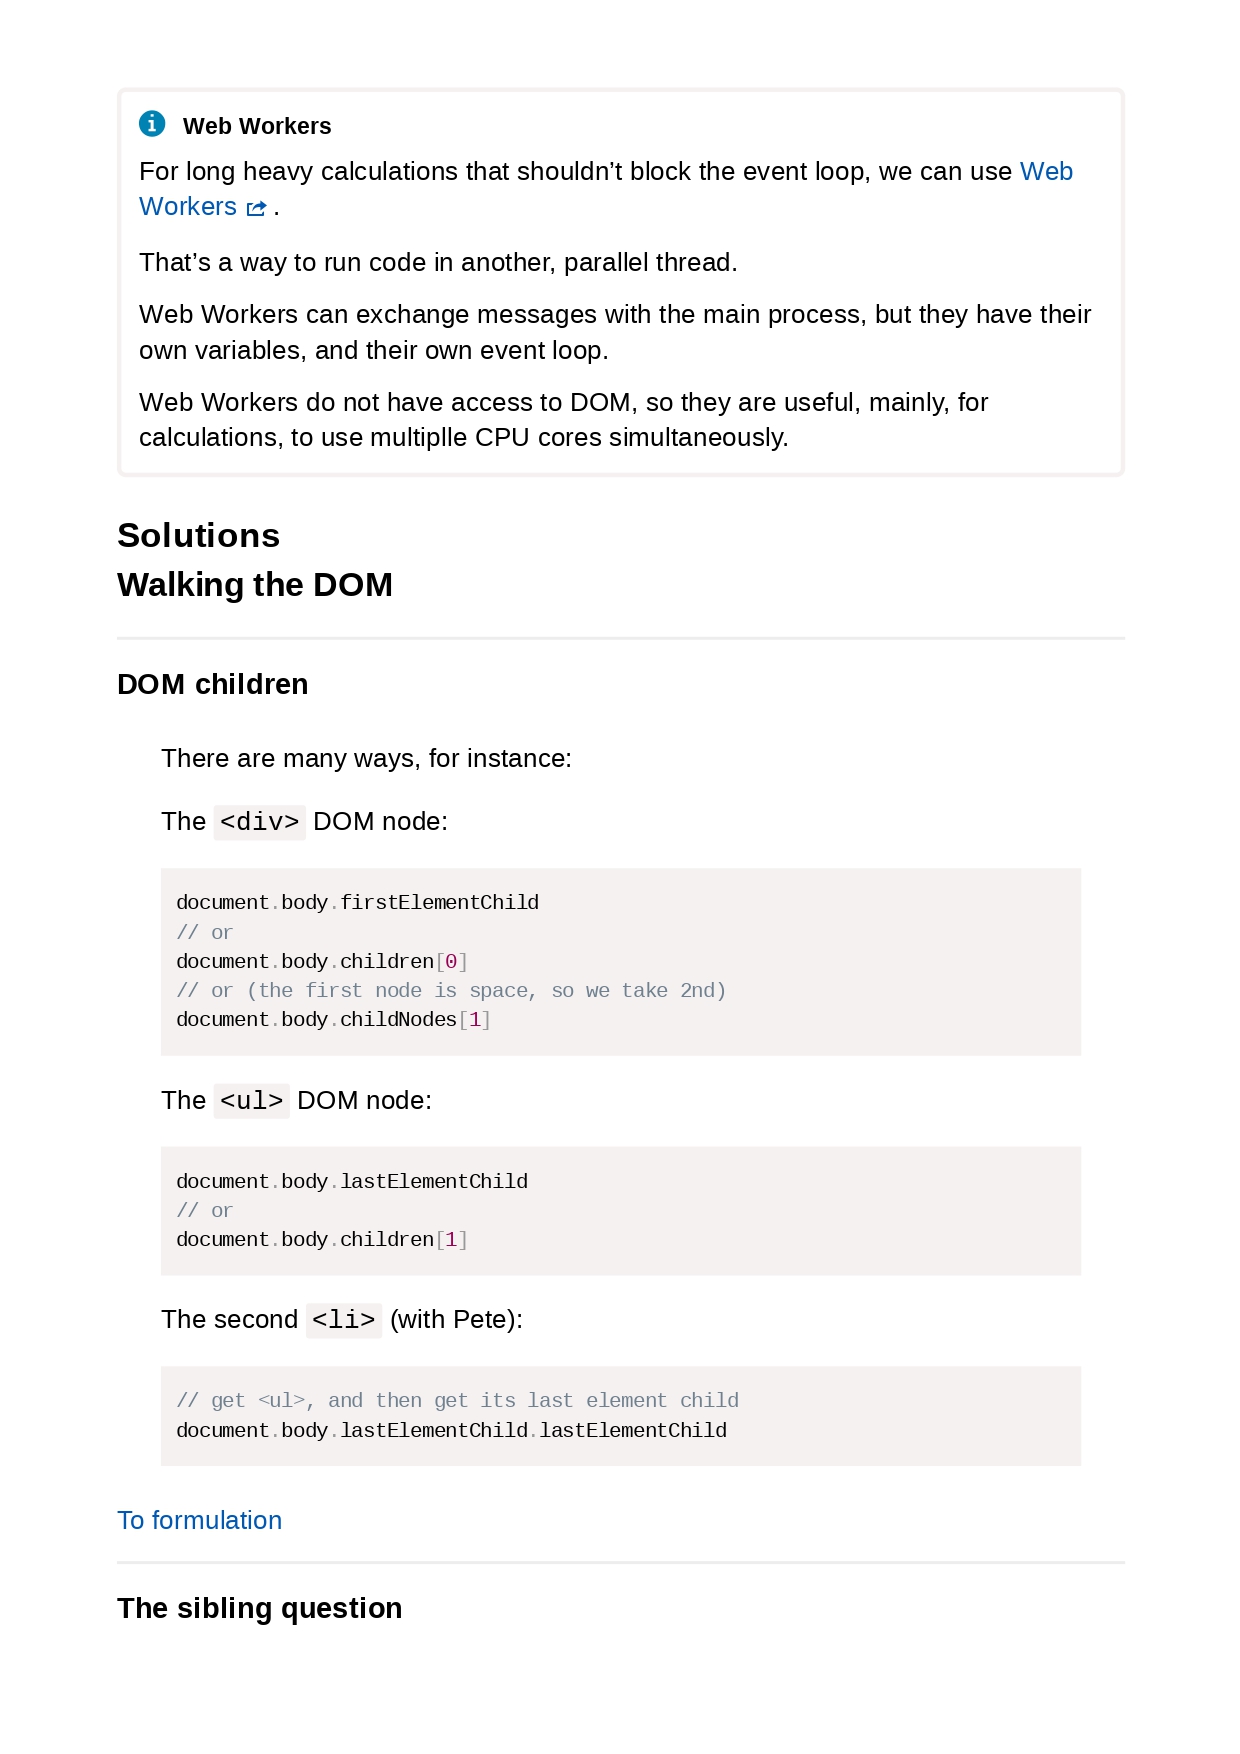 Web Workers
For long heavy calculations that shouldn’t block the event loop, we can use Web
Workers .
That’s a way to run code in another, parallel thread.
Web Workers can exchange messages with the main process, but they have their
own variables, and their own event loop.
Web Workers do not have access to DOM, so they are useful, mainly, for
calculations, to use multiplle CPU cores simultaneously.
Solutions
Walking the DOM
DOM children
There are many ways, for instance:
The <div> DOM node:
document.body.firstElementChild
// or
document.body.children[0]
// or (the first node is space, so we take 2nd)
document.body.childNodes[1]
The <ul> DOM node:
document.body.lastElementChild
// or
document.body.children[1]
The second <li> (with Pete):
// get <ul>, and then get its last element child
document.body.lastElementChild.lastElementChild
To formulation
The sibling question